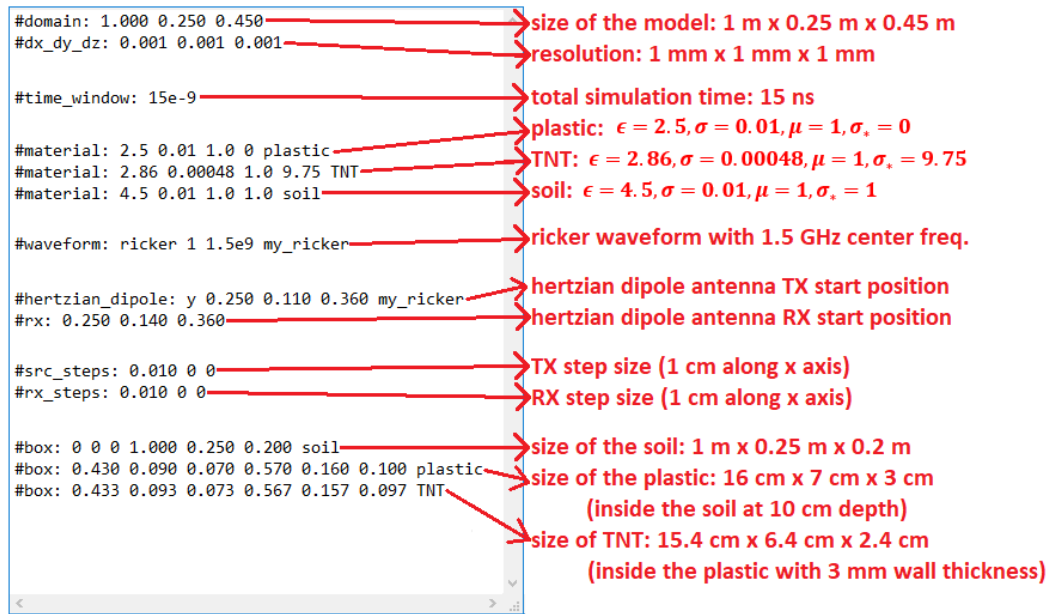 #domain: 1.000 0.250 0.450
size of the model: 1 m x 0.25 m x 0.45 m
#dx_dy_dz: 0.001 0.001 0.001
resolution: 1 mm x 1 mm x 1 mm
#time_window: 15e-9
total simulation time: 15 ns
plastic: ϵ = 2.5, σ = 0.01, μ = 1, σ* = 0
#material: 2.5 0.01 1.0 0 plastic
TNT: ϵ = 2.86, σ = 0.00048, μ = 1, σ* = 9.75
#material: 2.86 0.00048 1.0 9.75 TNT
soil: ϵ = 4.5, σ = 0.01, μ = 1, σ* = 1
#material: 4.5 0.01 1.0 1.0 soil
#waveform: ricker 1 1.5e9 my_ricker
ricker waveform with 1.5 GHz center freq.
hertzian dipole antenna TX start position
#hertzian_dipole: y 0.250 0.110 0.360 my_ricker
hertzian dipole antenna RX start position
#rx: 0.250 0.140 0.360
#src_steps: 0.010 0 0
TX step size (1 cm along x axis)
#rx_steps: 0.010 0 0
RX step size (1 cm along x axis)
#box: 0 0 0 1.000 0.250 0.200 soil
size of the soil: 1 m x 0.25 m x 0.2 m
#box: 0.430 0.090 0.070 0.570 0.160 0.100 plastic
size of the plastic: 16 cm x 7 cm x 3 cm
(inside the soil at 10 cm depth)
#box: 0.433 0.093 0.073 0.567 0.157 0.097 TNT
size of TNT: 15.4 cm x 6.4 cm x 2.4 cm
(inside the plastic with 3 mm wall thickness)